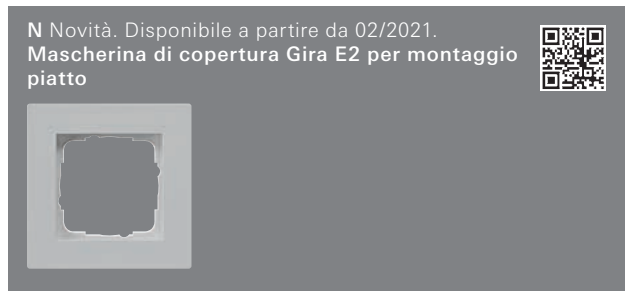 N Novità. Disponibile a partire da 02/2021.
Mascherina di copertura Gira E2 per montaggio
piatto